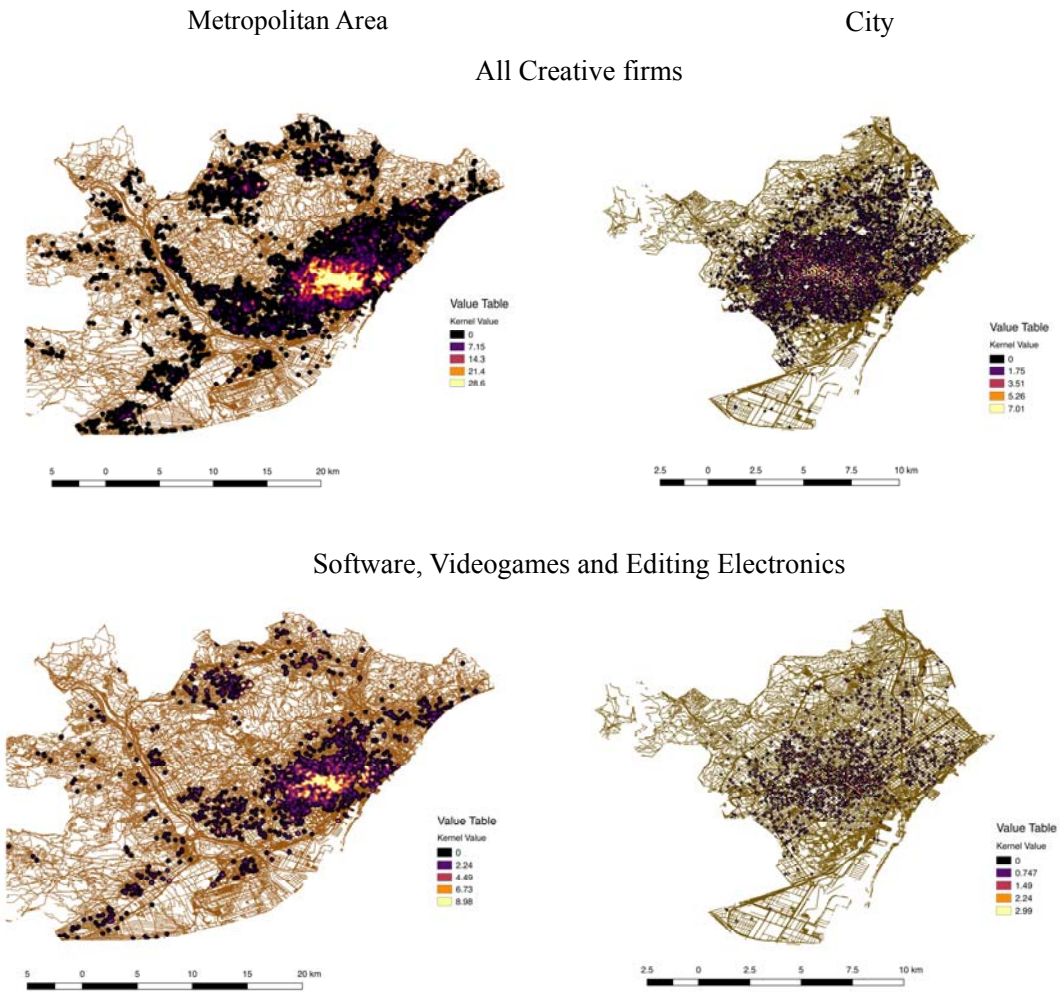 Metropolitan Area
City
All Creative firms
Value Table
Kernel Value
0
7.15
14.3
21.4
28.6
Value Table
Kernel Value
0
1.75
3.51
5.26
7.01
5 0 5 10 15 20 km
2.5 0 2.5 5 7.5 10 km
Software, Videogames and Editing Electronics
Value Table
Kernel Value
0
2.24
4.49
6.73
8.98
Value Table
Kernel Value
0
0.747
1.49
2.24
2.99
5 0 5 10 15 20 km
2.5 0 2.5 5 7.5 10 km